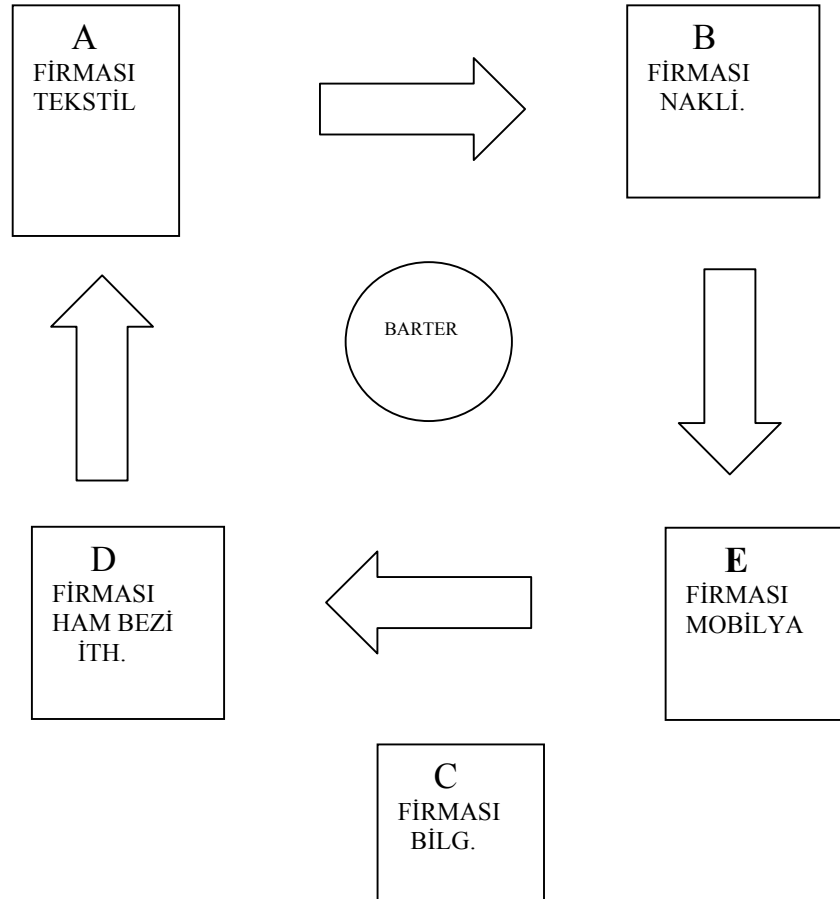 A
FİRMASI
TEKSTİL
B
FİRMASI
NAKLİ.
BARTER
D
FİRMASI
HAM BEZİ
İTH.
E
FİRMASI
MOBİLYA
C
FİRMASI
BİLG.